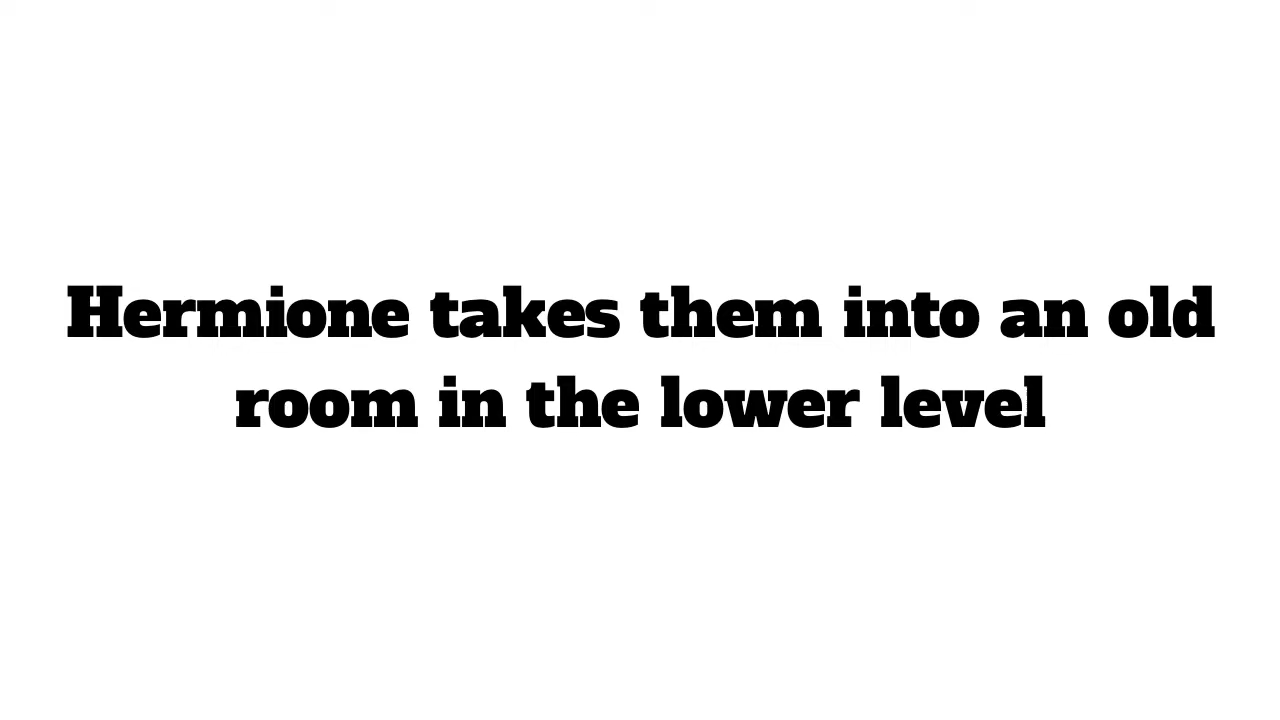 Hermione takes them into an old
room in the lower level